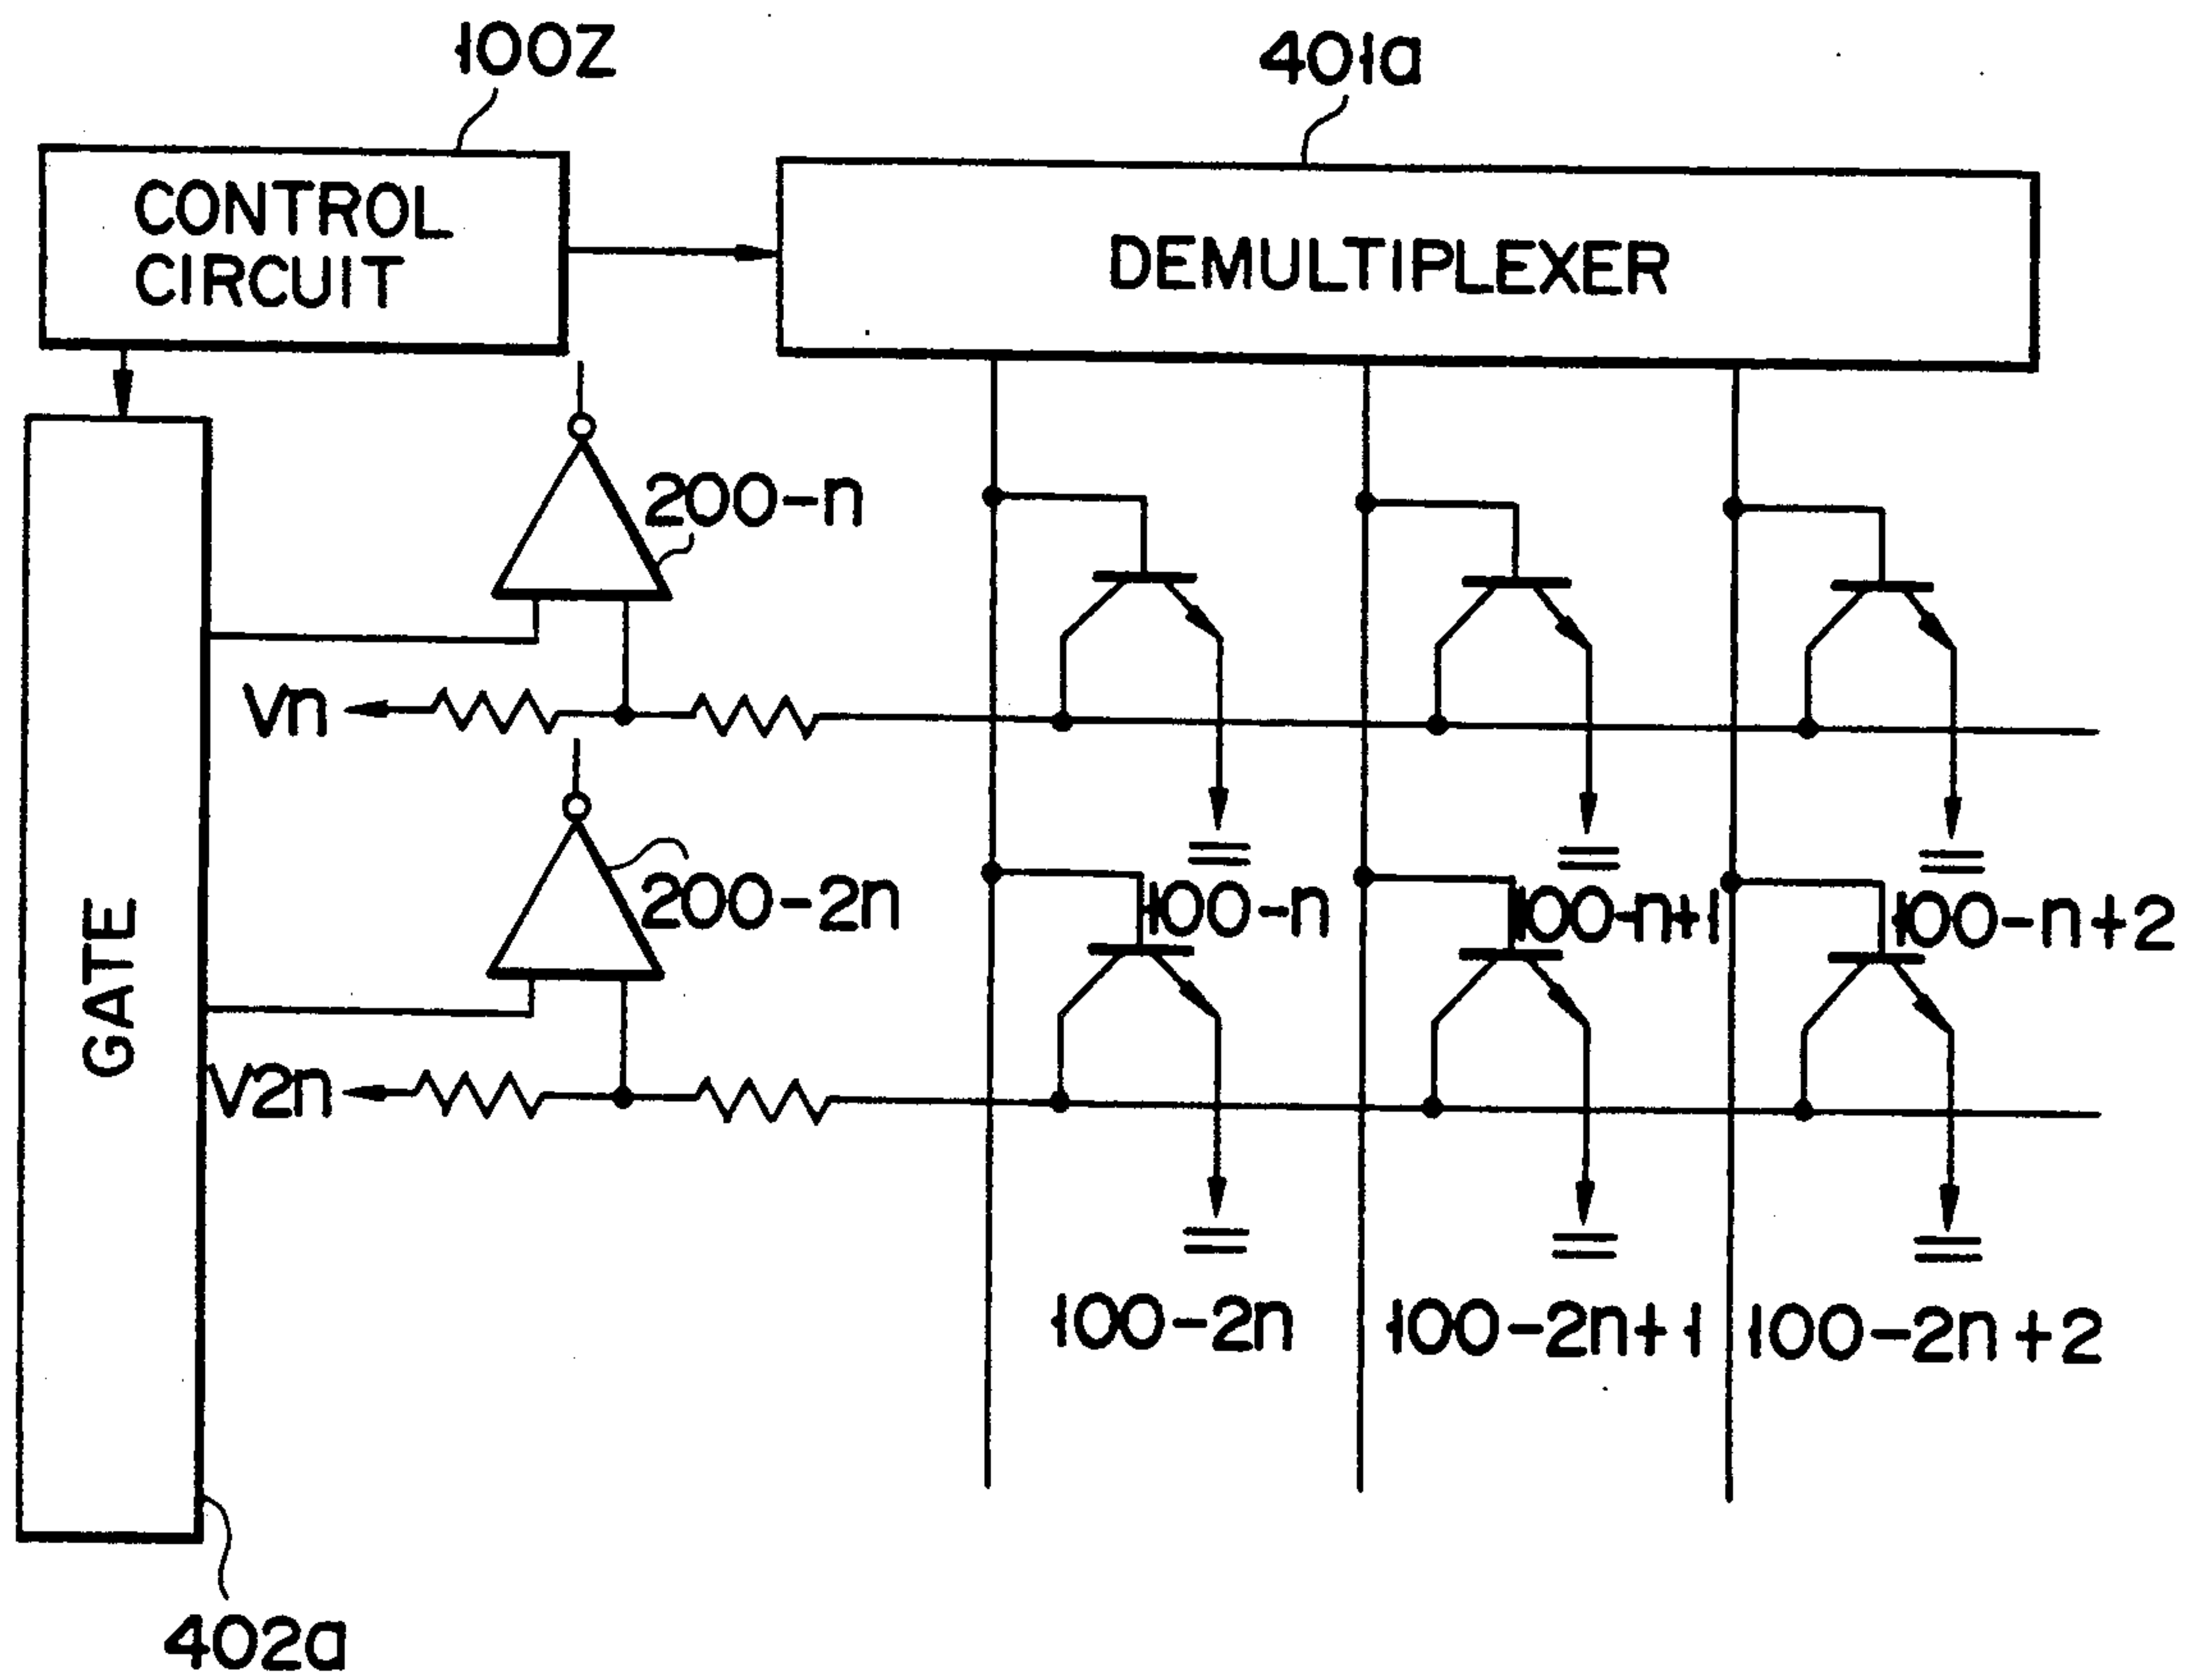 100Z
401a
CONTROL
CIRCUIT
DEMULTIPLEXER
200-n
Vn
200-2n
100-n
100-n+1
100-n+2
GATE
V2n
100-2n
100-2n+1
100-2n+2
402a